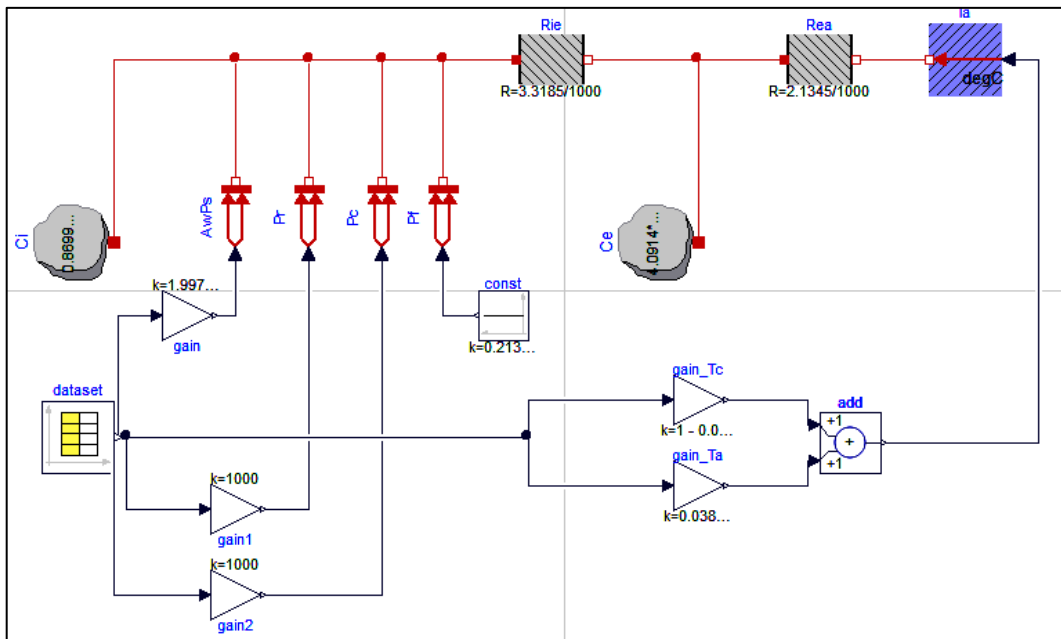 Rie
Rea
Ta
degC
R=3.3185/1000
R=2.1345/1000
AwPs
Pr
Pc
Pf
Ci
0.8699...
Ce
4.0914*...
k=1.997...
gain
const
k=0.213...
dataset
gain_Tc
k=1 - 0.0...
add
+1
+
+1
gain_Ta
k=0.038...
k=1000
gain1
k=1000
gain2